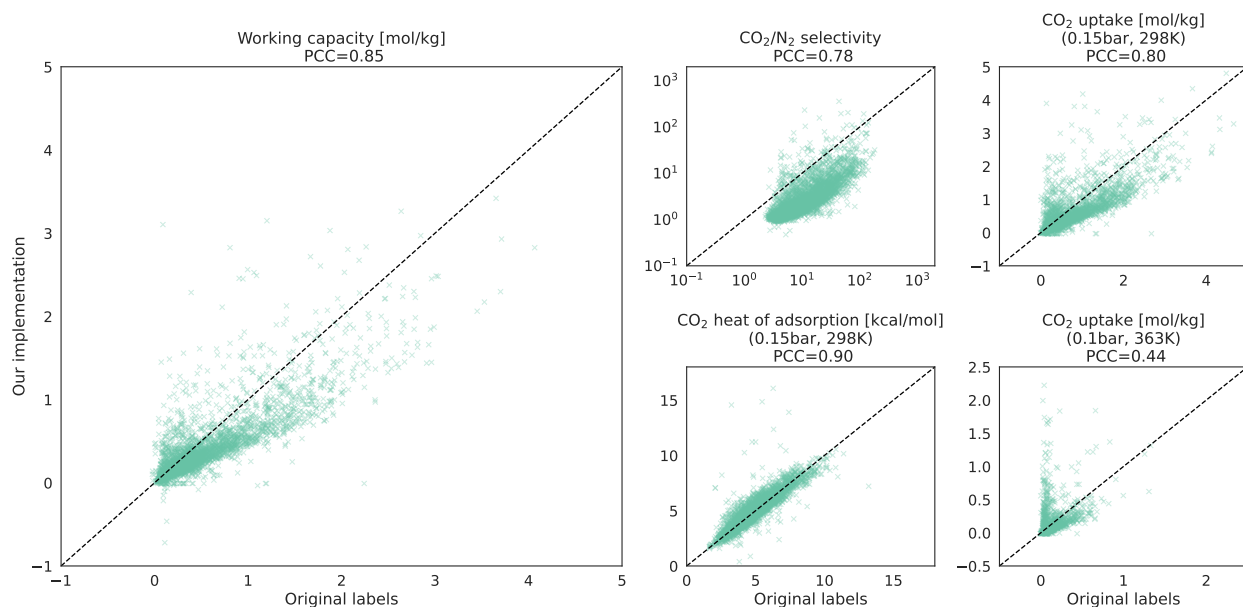 Working capacity [mol/kg]
PCC=0.85
5
4
3
2
1
0
−1
−1 0 1 2 3 4 5
Our implementation
Original labels
CO₂/N₂ selectivity
PCC=0.78
10³
10²
10¹
10⁰
10⁻¹
10⁻¹ 10⁰ 10¹ 10² 10³
CO₂ uptake [mol/kg]
(0.15bar, 298K)
PCC=0.80
5
4
3
2
1
0
−1
0 2 4
CO₂ heat of adsorption [kcal/mol]
(0.15bar, 298K)
PCC=0.90
15
10
5
0
0 5 10 15
Original labels
CO₂ uptake [mol/kg]
(0.1bar, 363K)
PCC=0.44
2.5
2.0
1.5
1.0
0.5
0.0
−0.5
0 1 2
Original labels